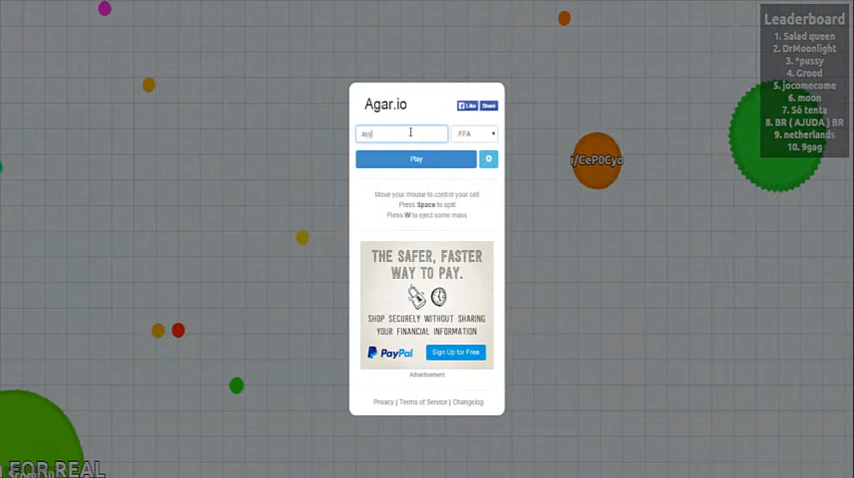 Leaderboard
1. Salad queen
2. DrMoonlight
3. *pussy
4. Grood
5. jocomecome
6. moon
7. Só tenta
8. BR ( AJUDA ) BR
9. netherlands
10. 9gag
Agar.io
Like
Share
ayy
FFA
Play
i/CeP0Cyo
Move your mouse to control your cell
Press Space to split
Press W to eject some mass
THE SAFER, FASTER
WAY TO PAY.
SHOP SECURELY WITHOUT SHARING
YOUR FINANCIAL INFORMATION
PayPal
Sign Up for Free
Advertisement
Privacy | Terms of Service | Changelog
FOR REAL